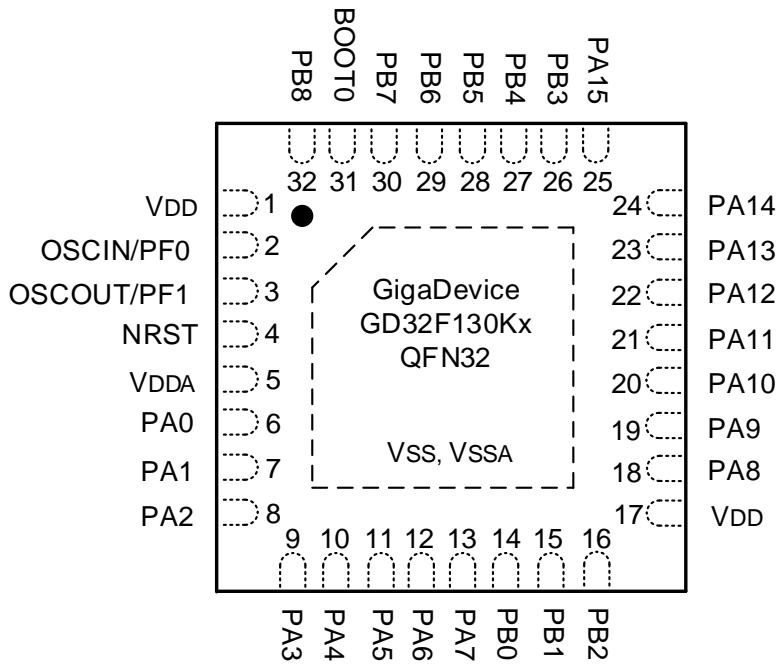 PB8
BOOT0
PB7
PB6
PB5
PB4
PB3
PA15
32 31 30 29 28 27 26 25
VDD 1
OSCIN/PF0 2
OSCOUT/PF1 3
NRST 4
VDDA 5
PA0 6
PA1 7
PA2 8
24 PA14
23 PA13
22 PA12
21 PA11
20 PA10
19 PA9
18 PA8
17 VDD
GigaDevice
GD32F130Kx
QFN32
VSS, VSSA
9 10 11 12 13 14 15 16
PA3
PA4
PA5
PA6
PA7
PB0
PB1
PB2